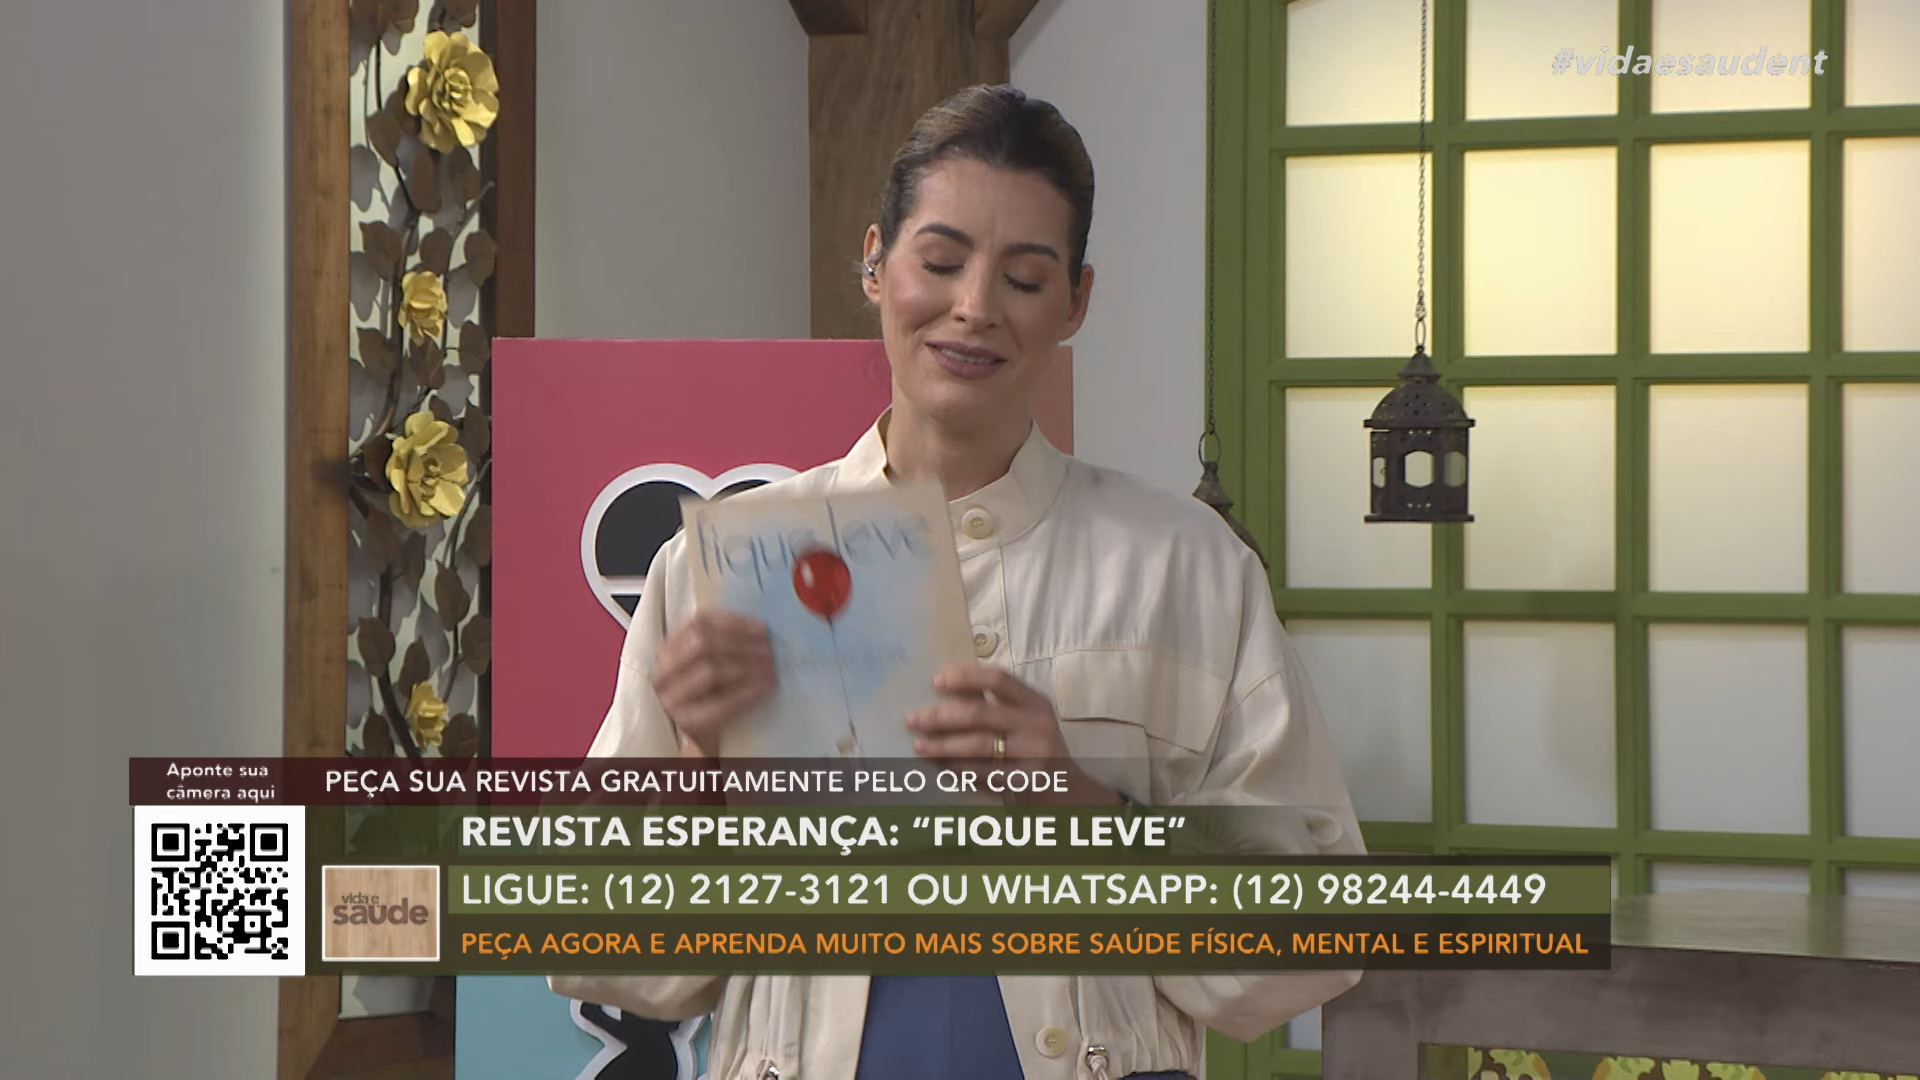 #vidaesaudent
fique leve
Aponte sua
câmera aqui
PEÇA SUA REVISTA GRATUITAMENTE PELO QR CODE
REVISTA ESPERANÇA: “FIQUE LEVE”
vida e
saúde
LIGUE: (12) 2127-3121 OU WHATSAPP: (12) 98244-4449
PEÇA AGORA E APRENDA MUITO MAIS SOBRE SAÚDE FÍSICA, MENTAL E ESPIRITUAL